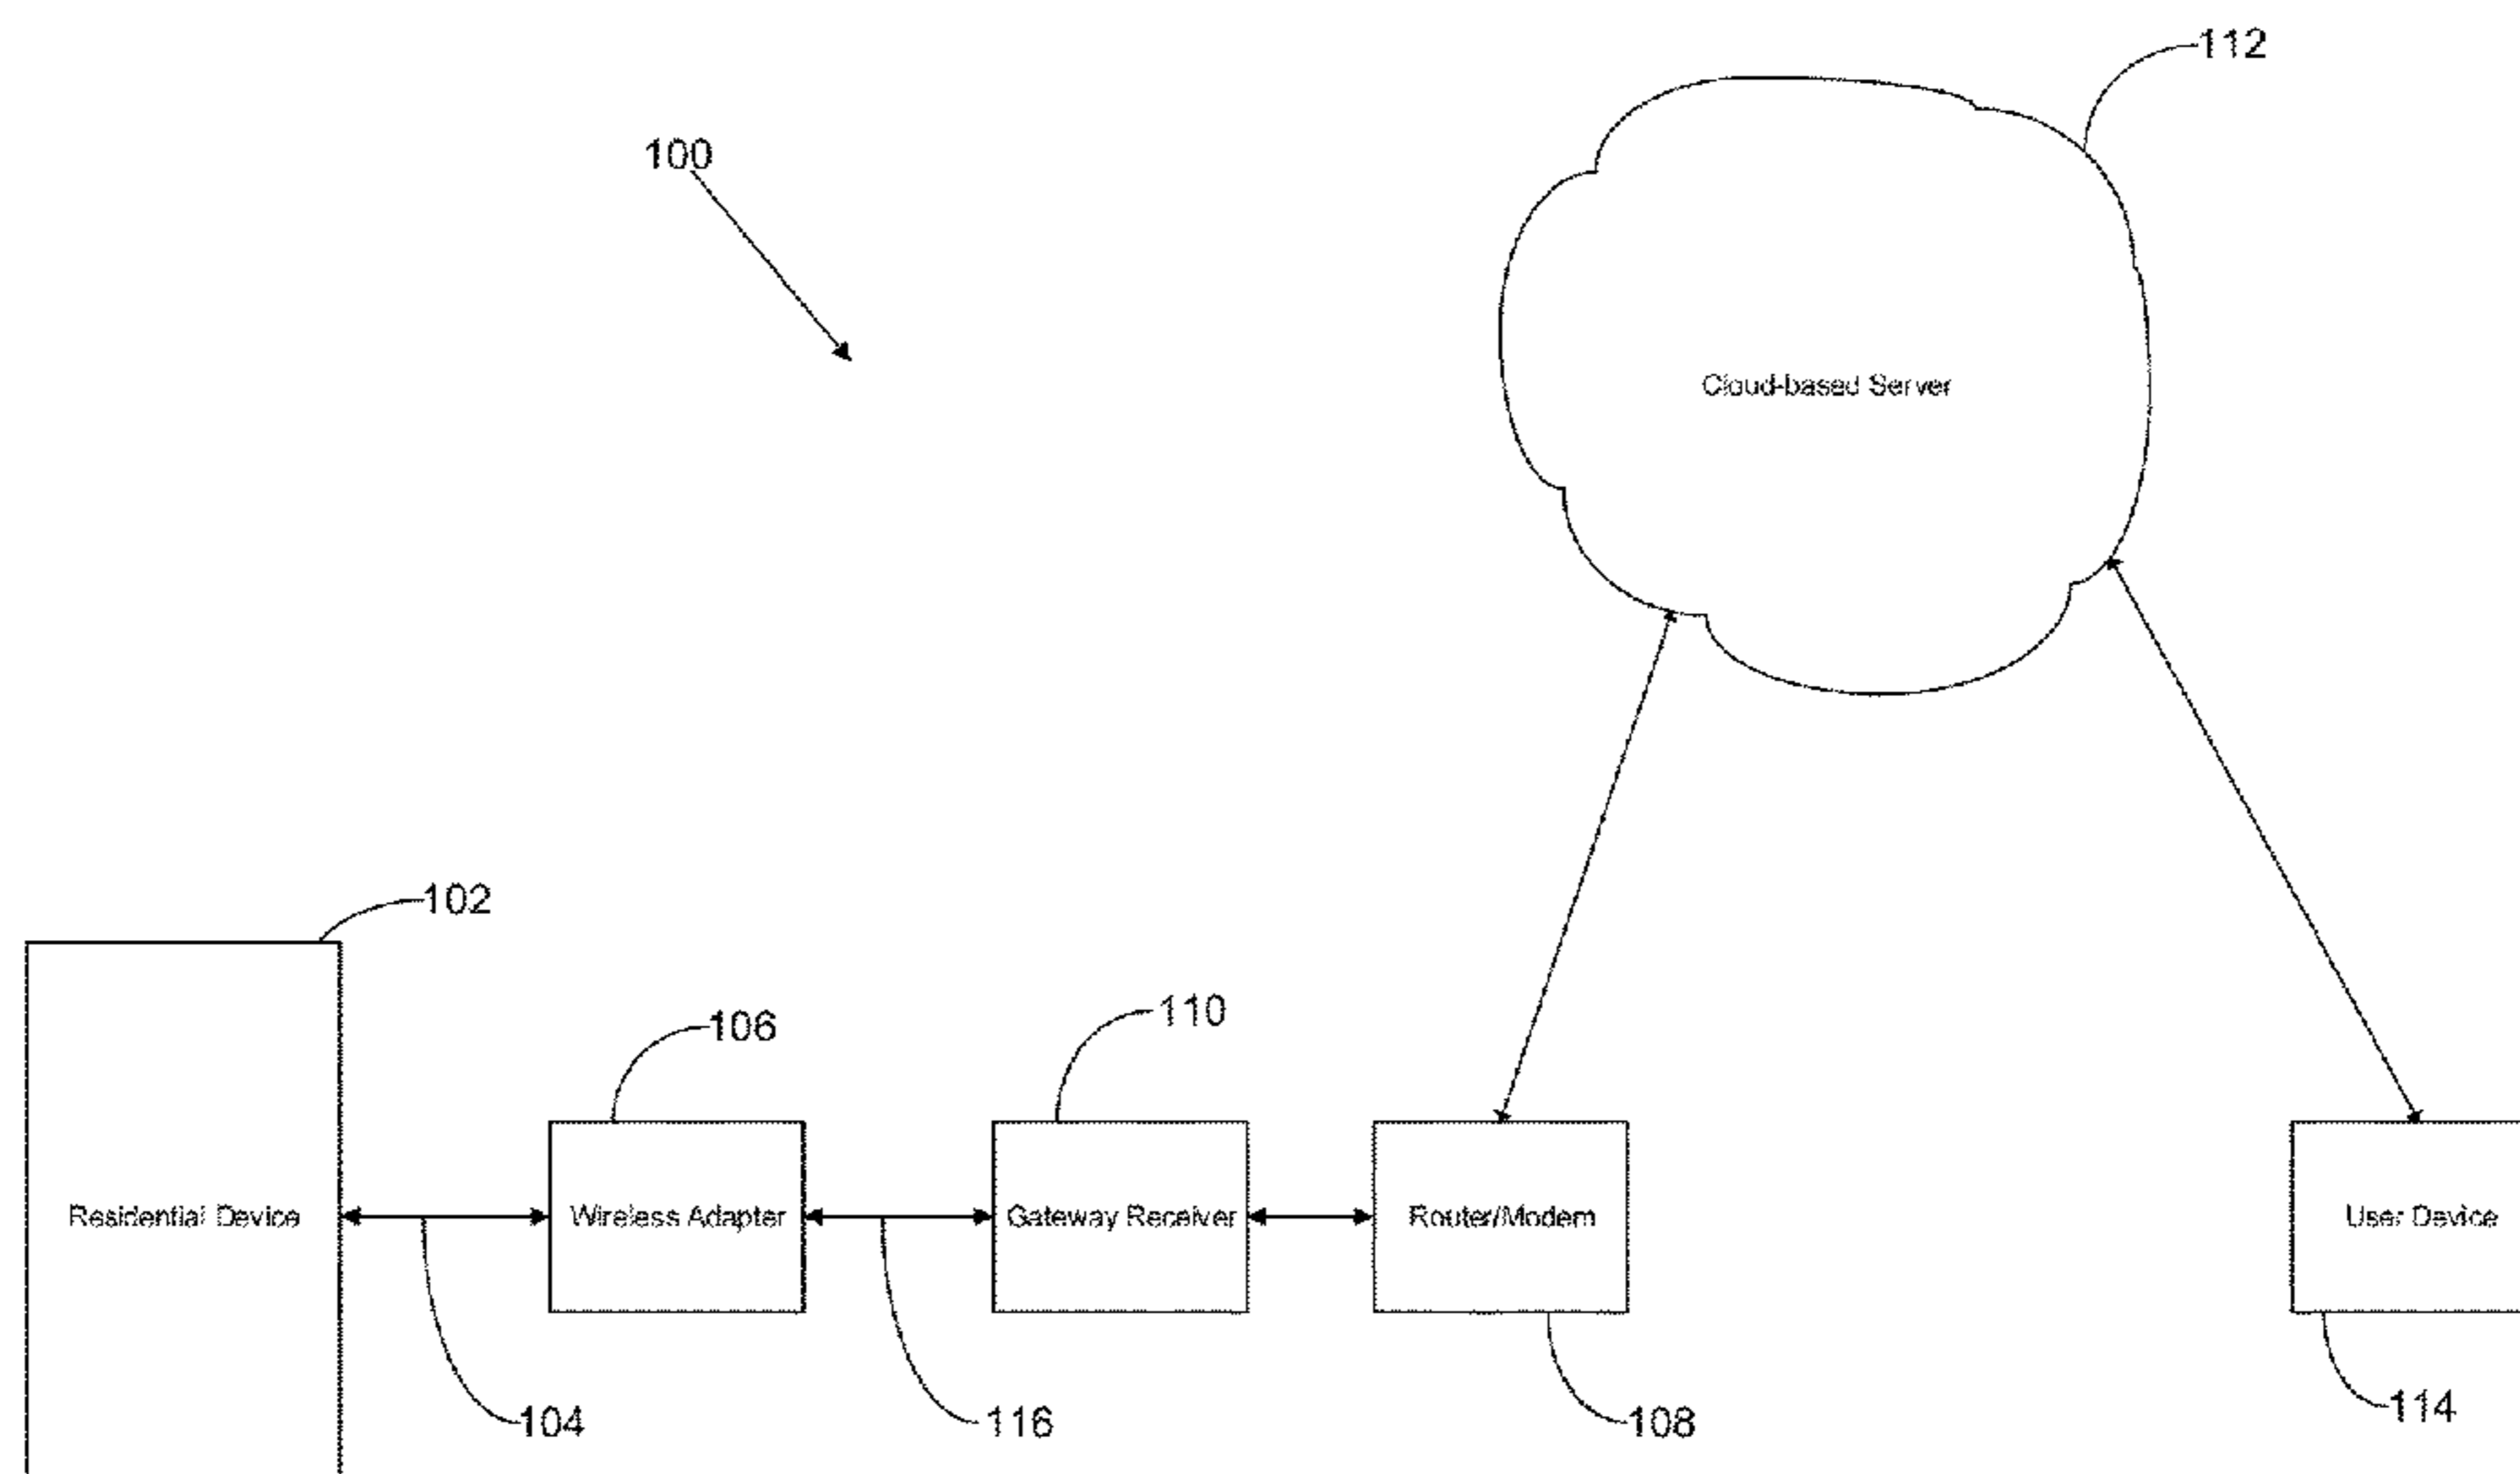 112
100
Cloud-based Server
102
110
106
Residential Device
Wireless Adapter
Gateway Receiver
Router/Modem
User Device
104
116
108
114